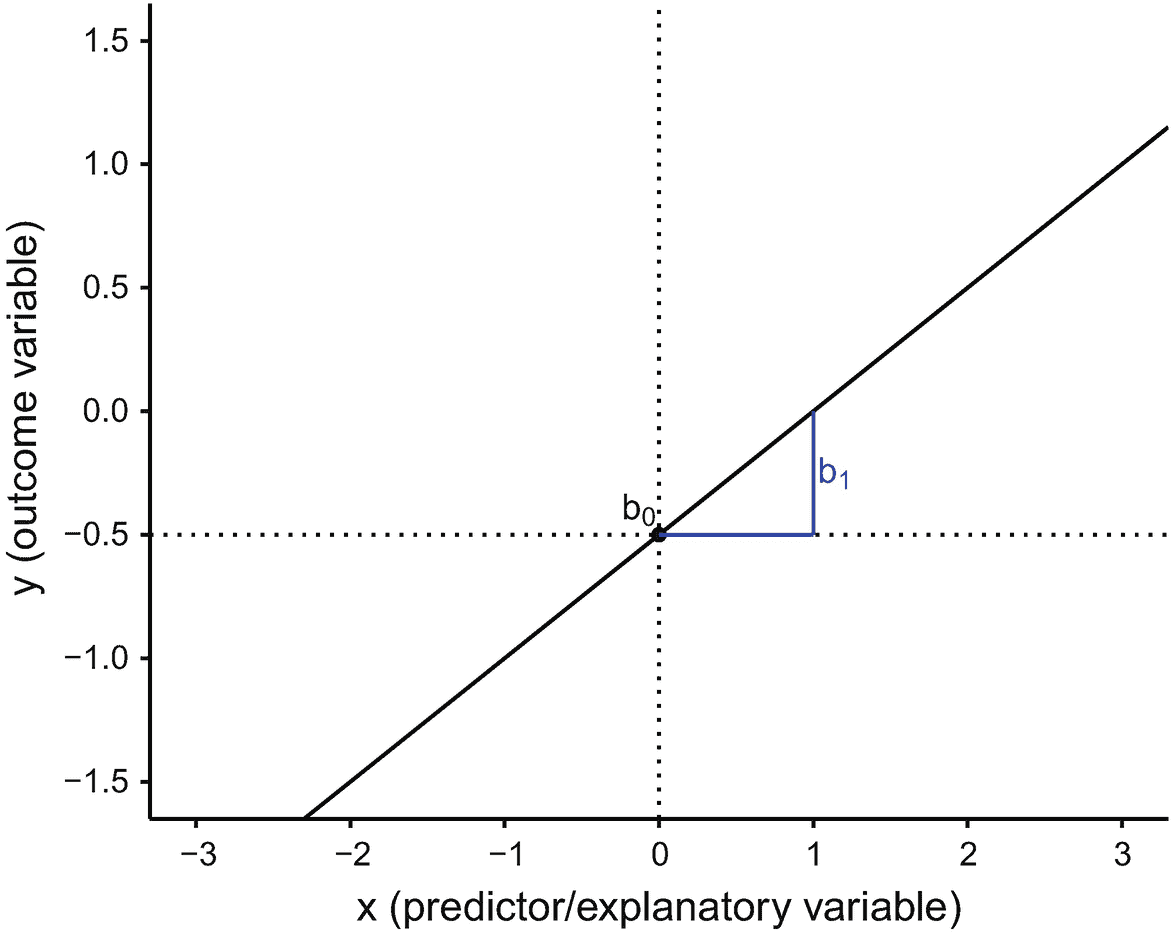 1.5
1.0
0.5
0.0
−0.5
−1.0
−1.5
y (outcome variable)
b₀
b₁
−3 −2 −1 0 1 2 3
x (predictor/explanatory variable)